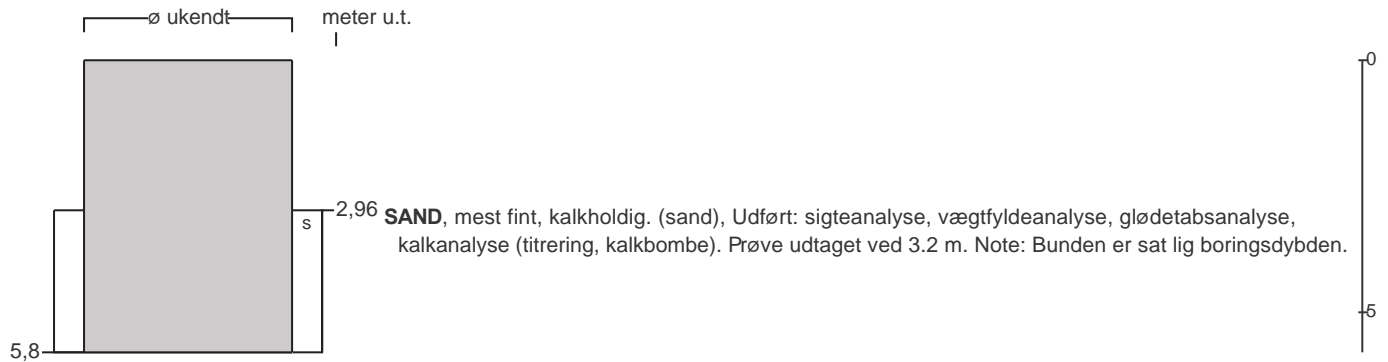 ø ukendt
meter u.t.
0
2,96 SAND, mest fint, kalkholdig. (sand), Udført: sigteanalyse, vægtfyldeanalyse, glødetabsanalyse,
s
kalkanalyse (titrering, kalkbombe). Prøve udtaget ved 3.2 m. Note: Bunden er sat lig boringsdybden.
5
5,8